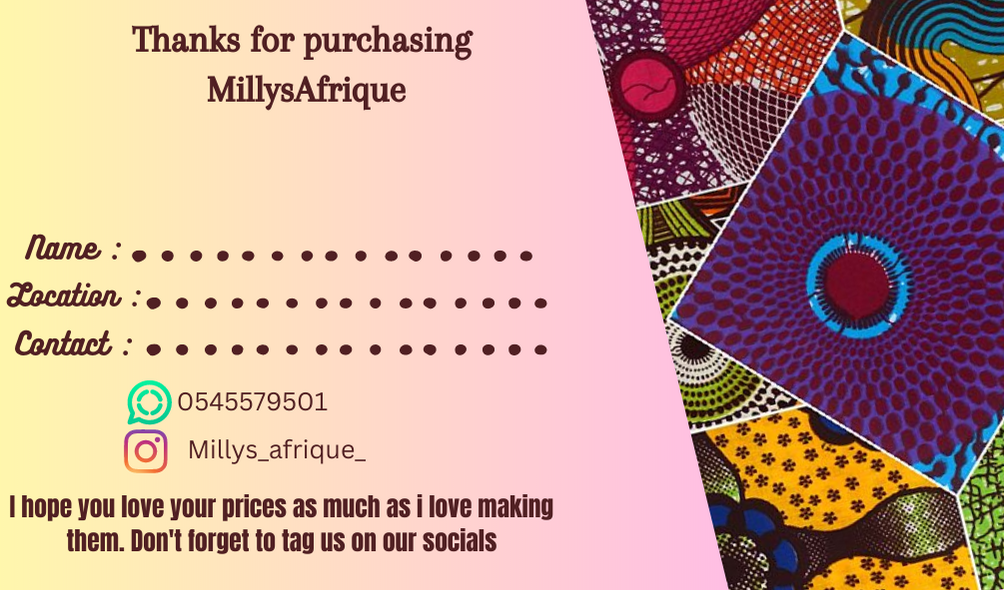 Thanks for purchasing
MillysAfrique
Name : . . . . . . . . . . . . . . .
Location : . . . . . . . . . . . . . . .
Contact : . . . . . . . . . . . . . . .
0545579501
Millys_afrique_
I hope you love your prices as much as i love making
them. Don't forget to tag us on our socials